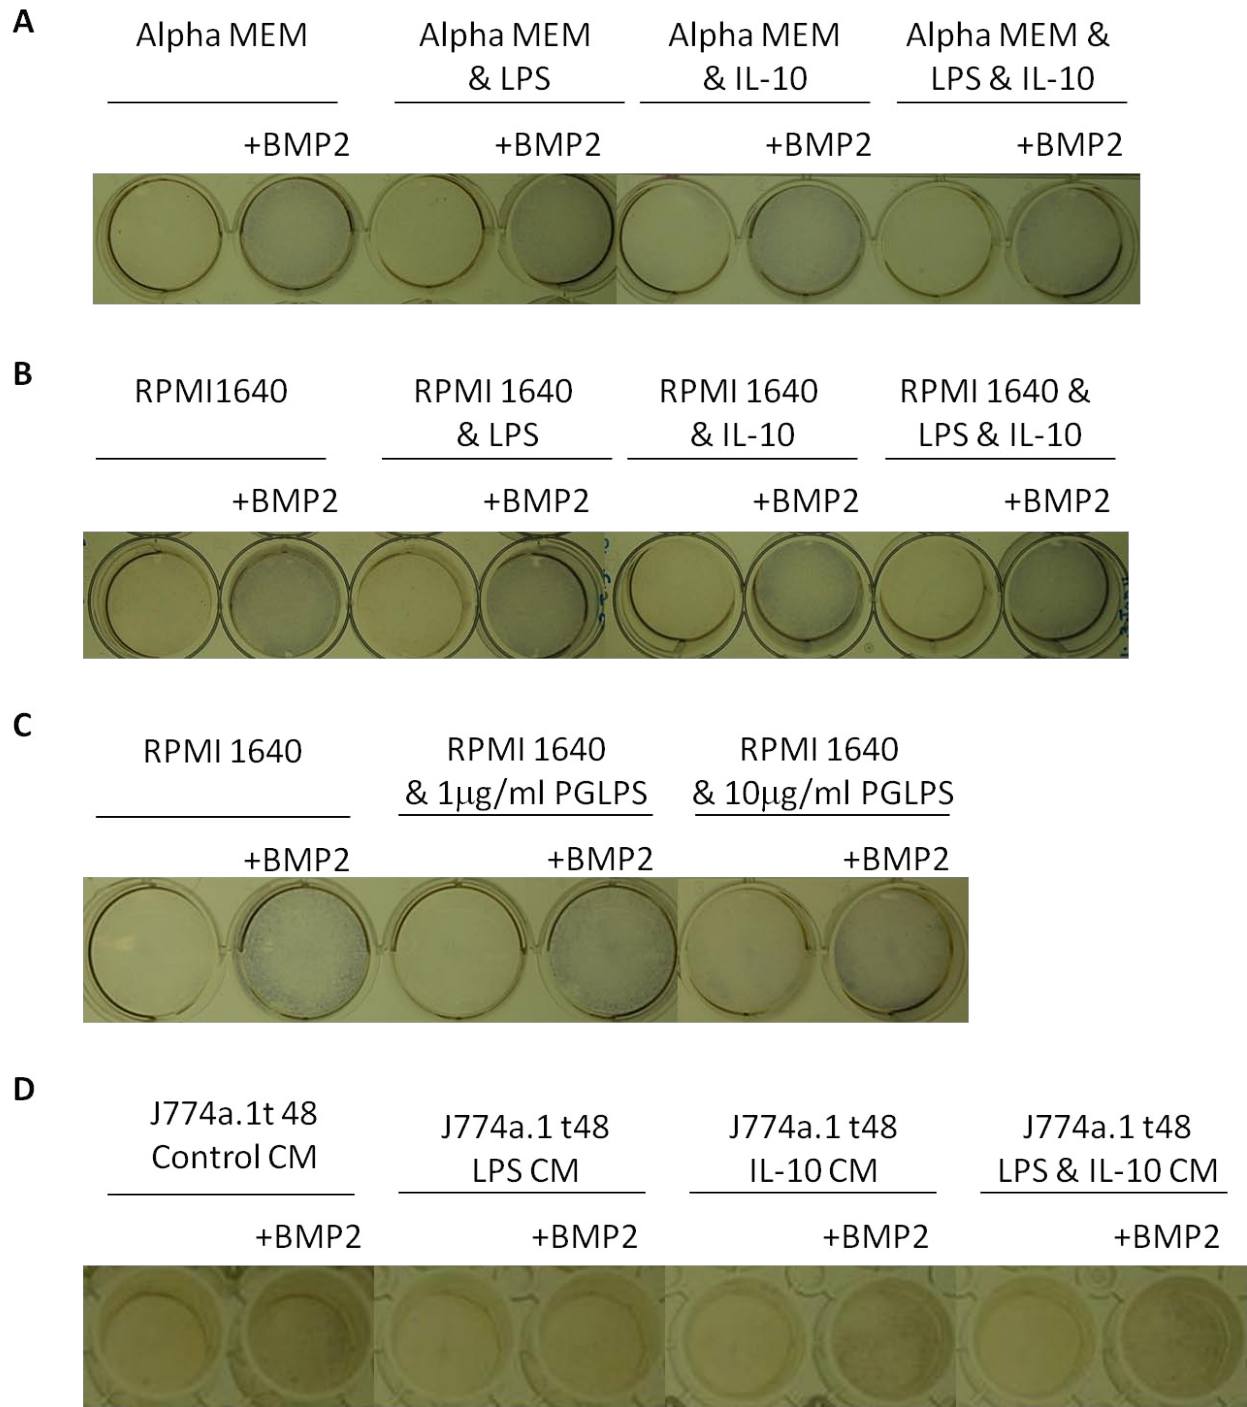 A
Alpha MEM
Alpha MEM
& LPS
Alpha MEM
& IL-10
Alpha MEM &
LPS & IL-10
+BMP2
+BMP2
+BMP2
+BMP2
B
RPMI1640
RPMI 1640
& LPS
RPMI 1640
& IL-10
RPMI 1640 &
LPS & IL-10
+BMP2
+BMP2
+BMP2
+BMP2
C
RPMI 1640
RPMI 1640
& 1µg/ml PGLPS
RPMI 1640
& 10µg/ml PGLPS
+BMP2
+BMP2
+BMP2
D
J774a.1t 48
Control CM
J774a.1 t48
LPS CM
J774a.1 t48
IL-10 CM
J774a.1 t48
LPS & IL-10 CM
+BMP2
+BMP2
+BMP2
+BMP2